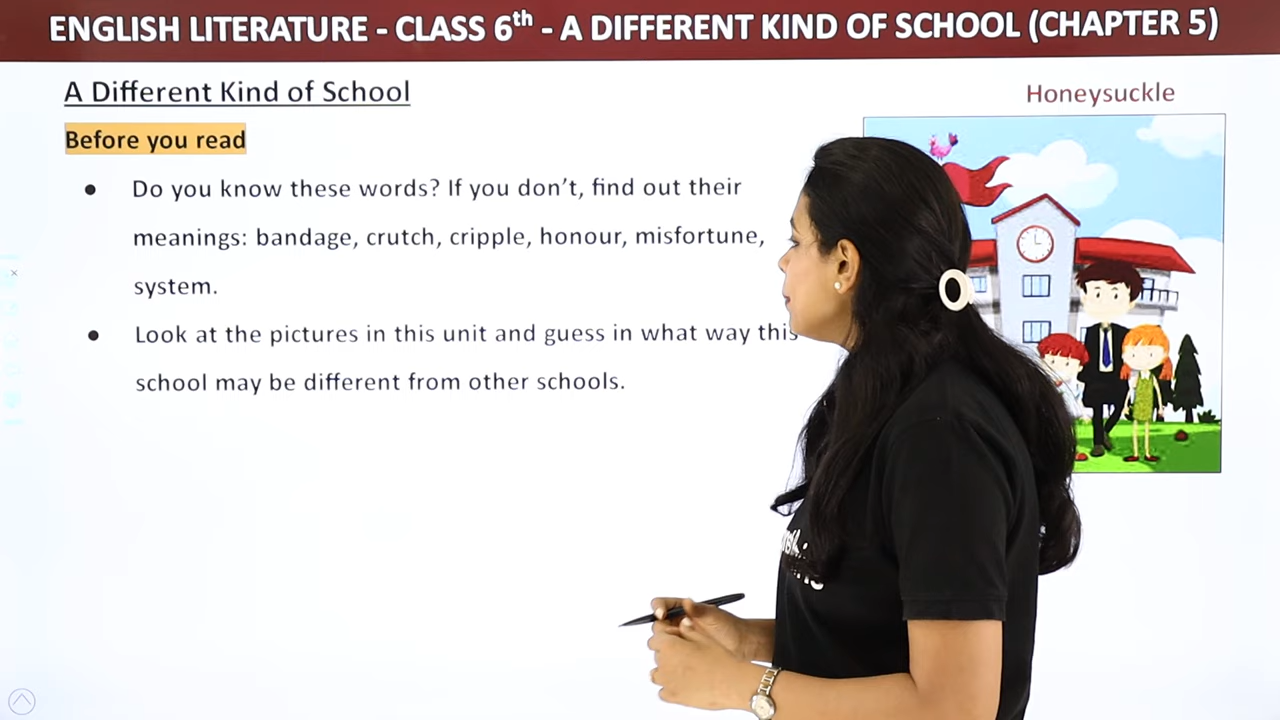 ENGLISH LITERATURE - CLASS 6th - A DIFFERENT KIND OF SCHOOL (CHAPTER 5)
A Different Kind of School
Honeysuckle
Before you read
● Do you know these words? If you don't, find out their
meanings: bandage, crutch, cripple, honour, misfortune,
system.
● Look at the pictures in this unit and guess in what way this
school may be different from other schools.